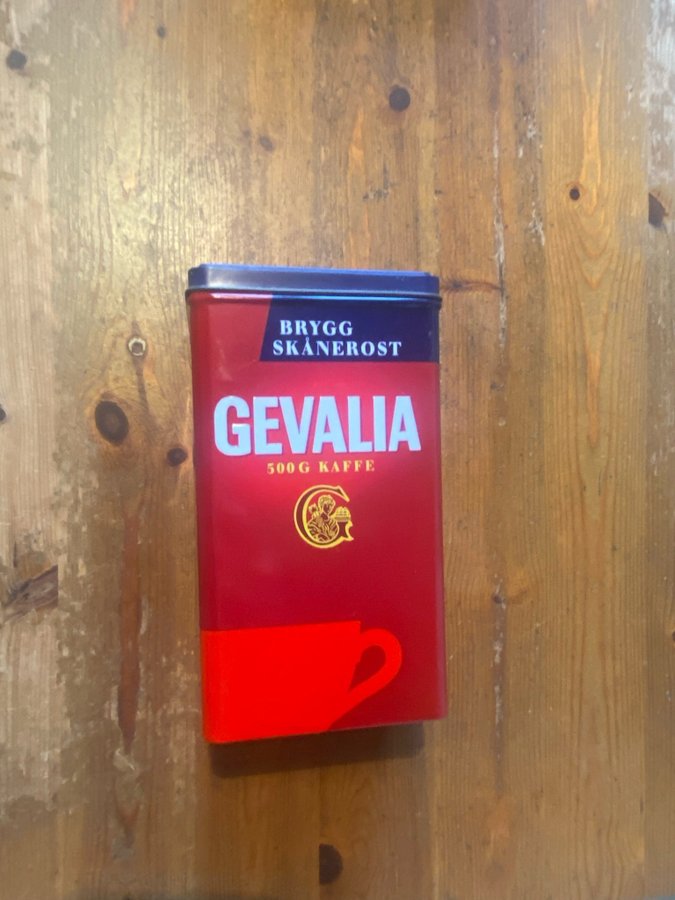 BRYGG
SKÅNEROST
GEVALIA
500G KAFFE
G